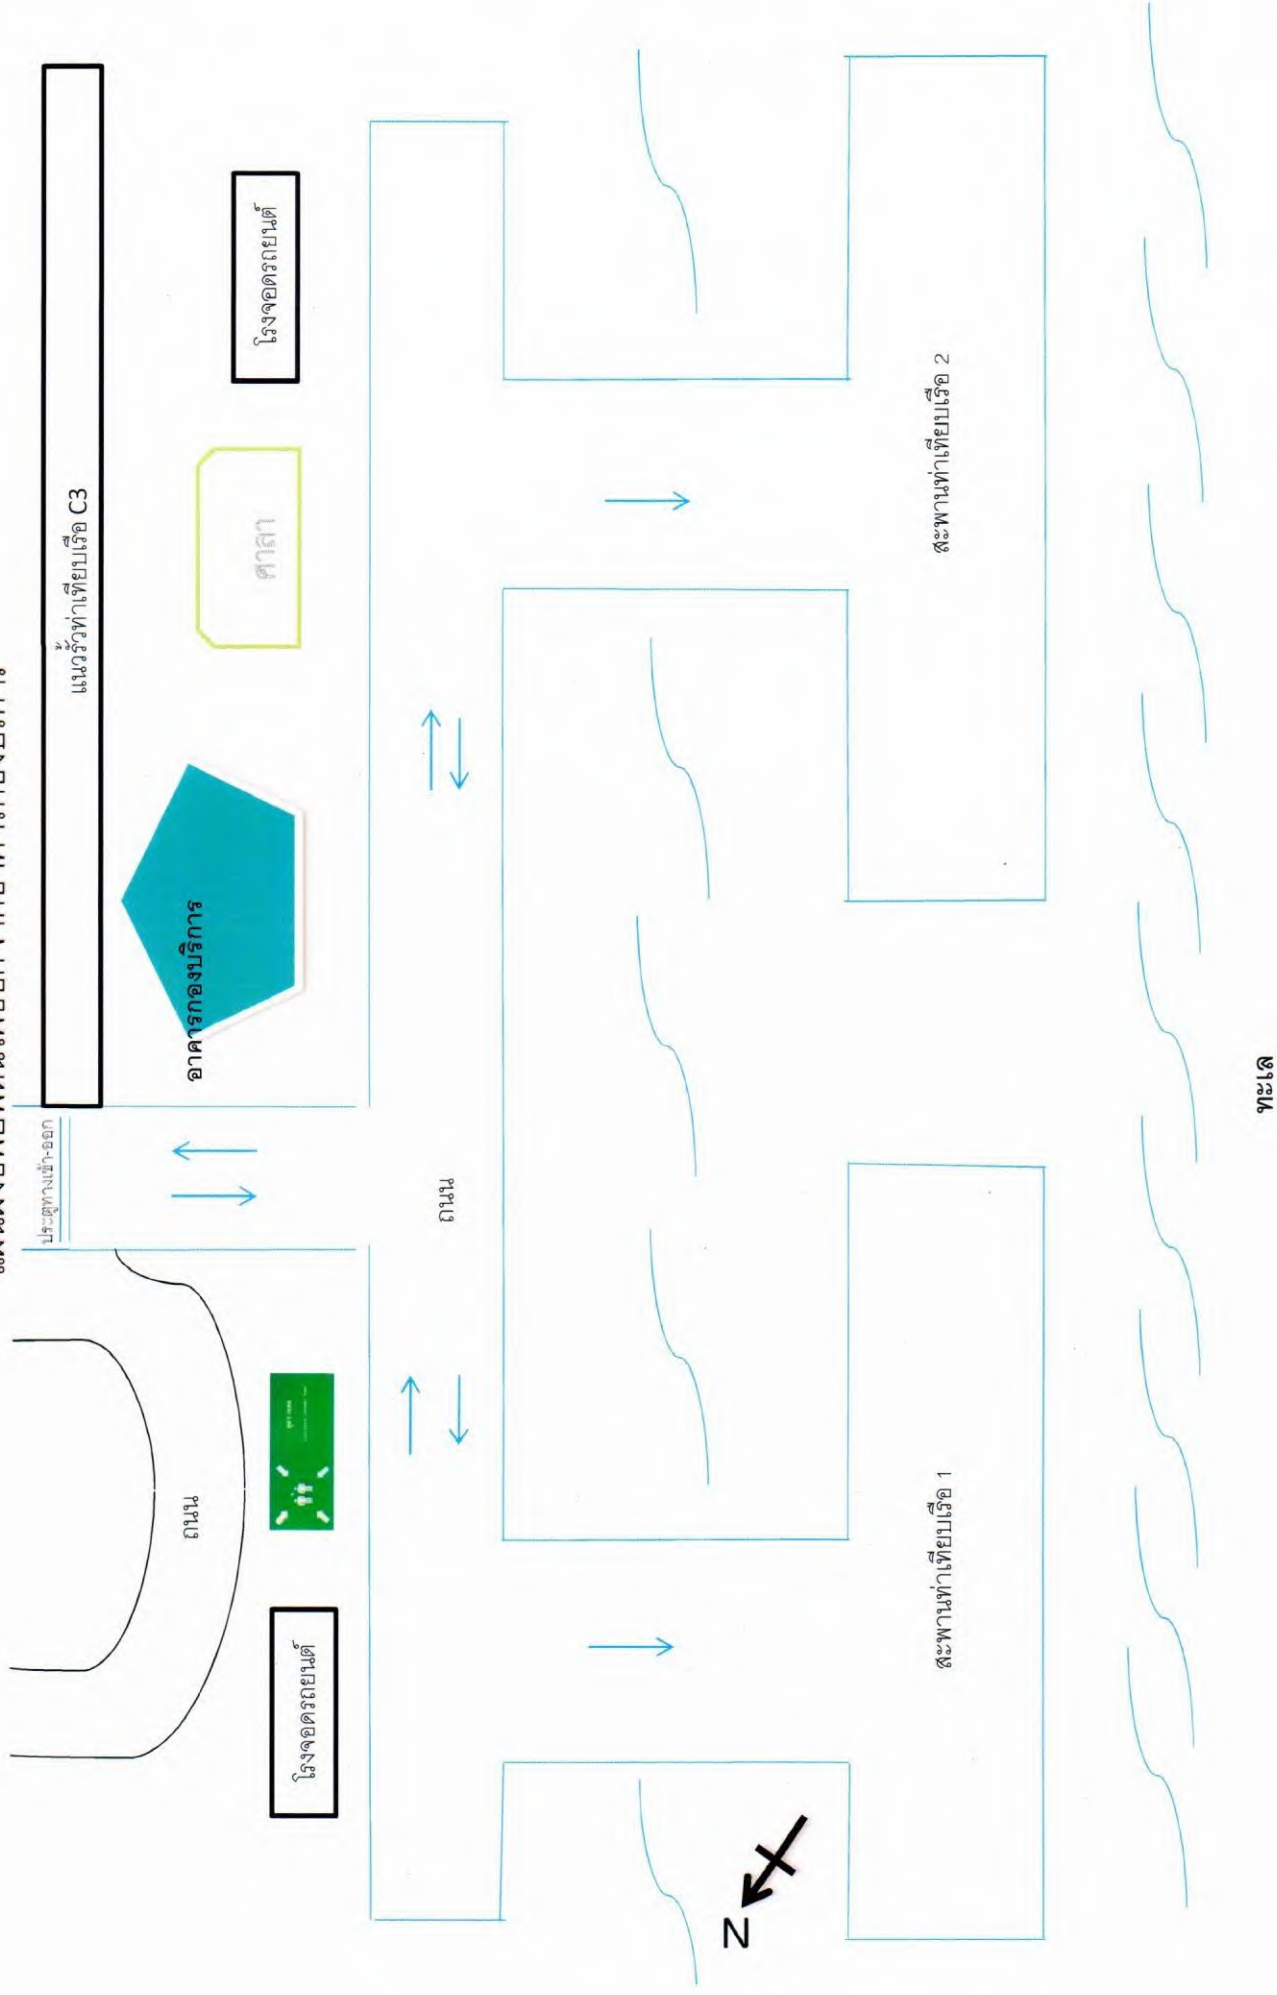 แนวรั้วท่าเทียบเรือ C3
ประตูทางเข้า-ออก
อาคารกองบริการ
ศาลา
โรงจอดรถยนต์
ถนน
โรงจอดรถยนต์
ถนน
สะพานท่าเทียบเรือ 1
สะพานท่าเทียบเรือ 2
N
ทะเล